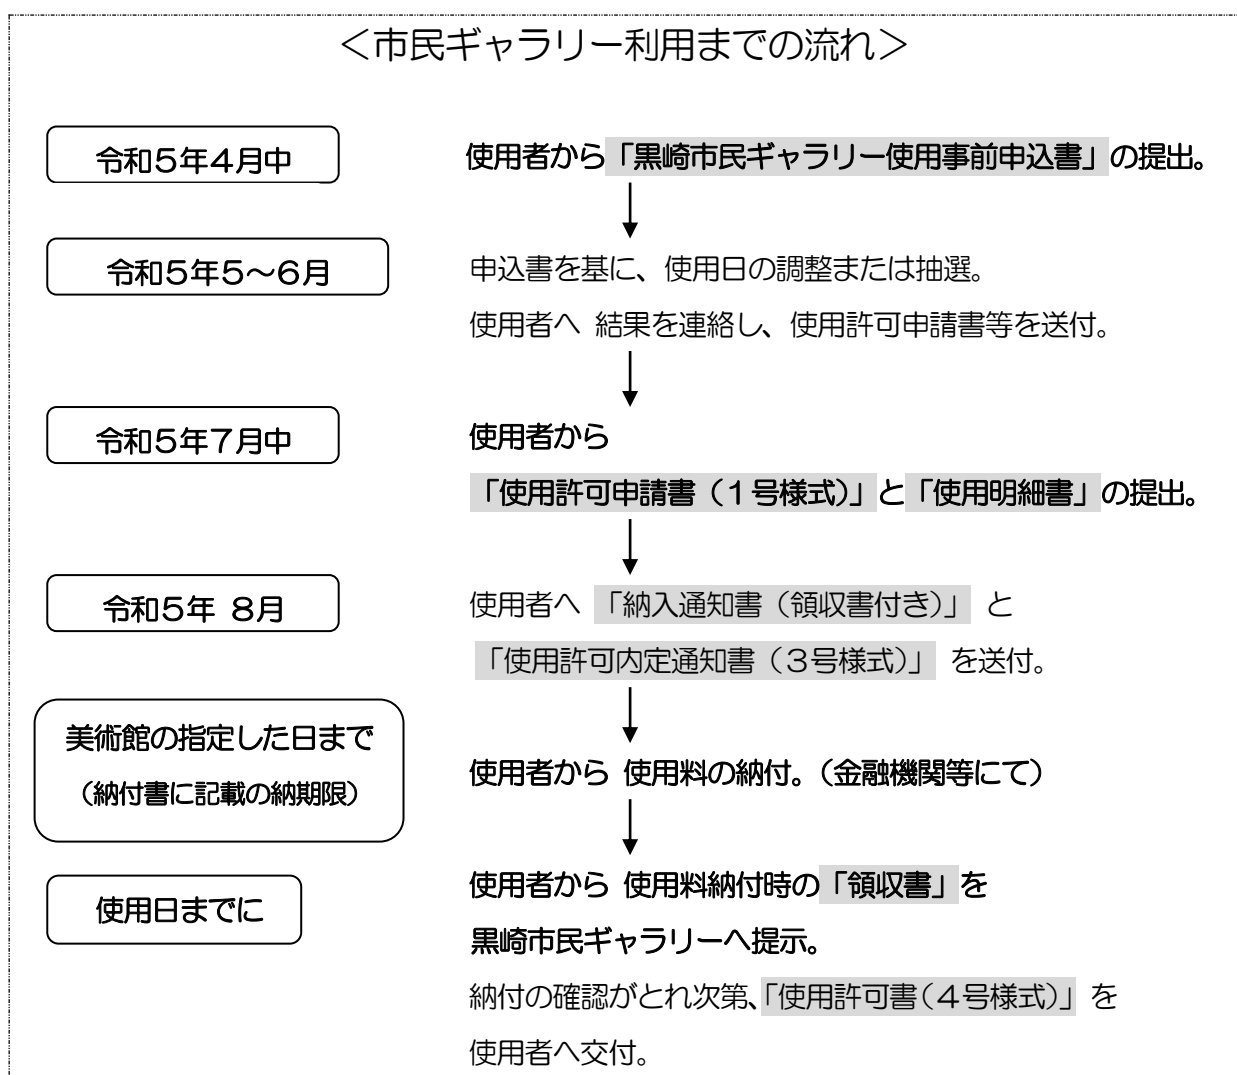 ＜市民ギャラリー利用までの流れ＞
令和５年４月中
使用者から「黒崎市民ギャラリー使用事前申込書」の提出。
令和５年５～６月
申込書を基に、使用日の調整または抽選。
使用者へ 結果を連絡し、使用許可申請書等を送付。
令和５年７月中
使用者から
「使用許可申請書（１号様式）」と「使用明細書」の提出。
令和５年 ８月
使用者へ 「納入通知書（領収書付き）」 と
「使用許可内定通知書（３号様式）」 を送付。
美術館の指定した日まで
（納付書に記載の納期限）
使用者から 使用料の納付。（金融機関等にて）
使用日までに
使用者から 使用料納付時の「領収書」を
黒崎市民ギャラリーへ提示。
納付の確認がとれ次第、「使用許可書（４号様式）」 を
使用者へ交付。